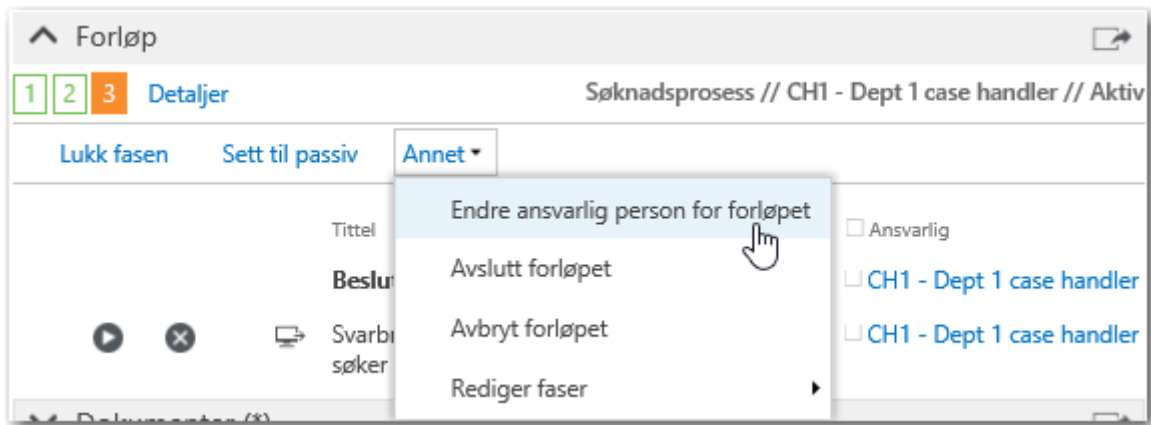 Forløp
1 2 3 Detaljer Søknadsprosess // CH1 - Dept 1 case handler // Aktiv
Lukk fasen Sett til passiv Annet
Endre ansvarlig person for forløpet
Tittel Ansvarlig
Avslutt forløpet
CH1 - Dept 1 case handler
Avbryt forløpet
CH1 - Dept 1 case handler
søker
Rediger faser